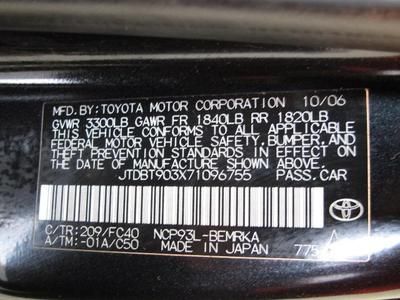 MFD. BY: TOYOTA MOTOR CORPORATION 10/06
GVWR 3300LB GAWR FR 1840LB RR 1820LB
THIS VEHICLE CONFORMS TO ALL APPLICABLE
FEDERAL MOTOR VEHICLE SAFETY, BUMPER, AND
THEFT PREVENTION STANDARDS IN EFFECT ON
THE DATE OF MANUFACTURE SHOWN ABOVE.
JTDBT903X71096755 PASS.CAR
C/TR: 209/FC40 NCP93L-BEMRKA
A/TM: -01A/C50 MADE IN JAPAN 775
TOYOTA